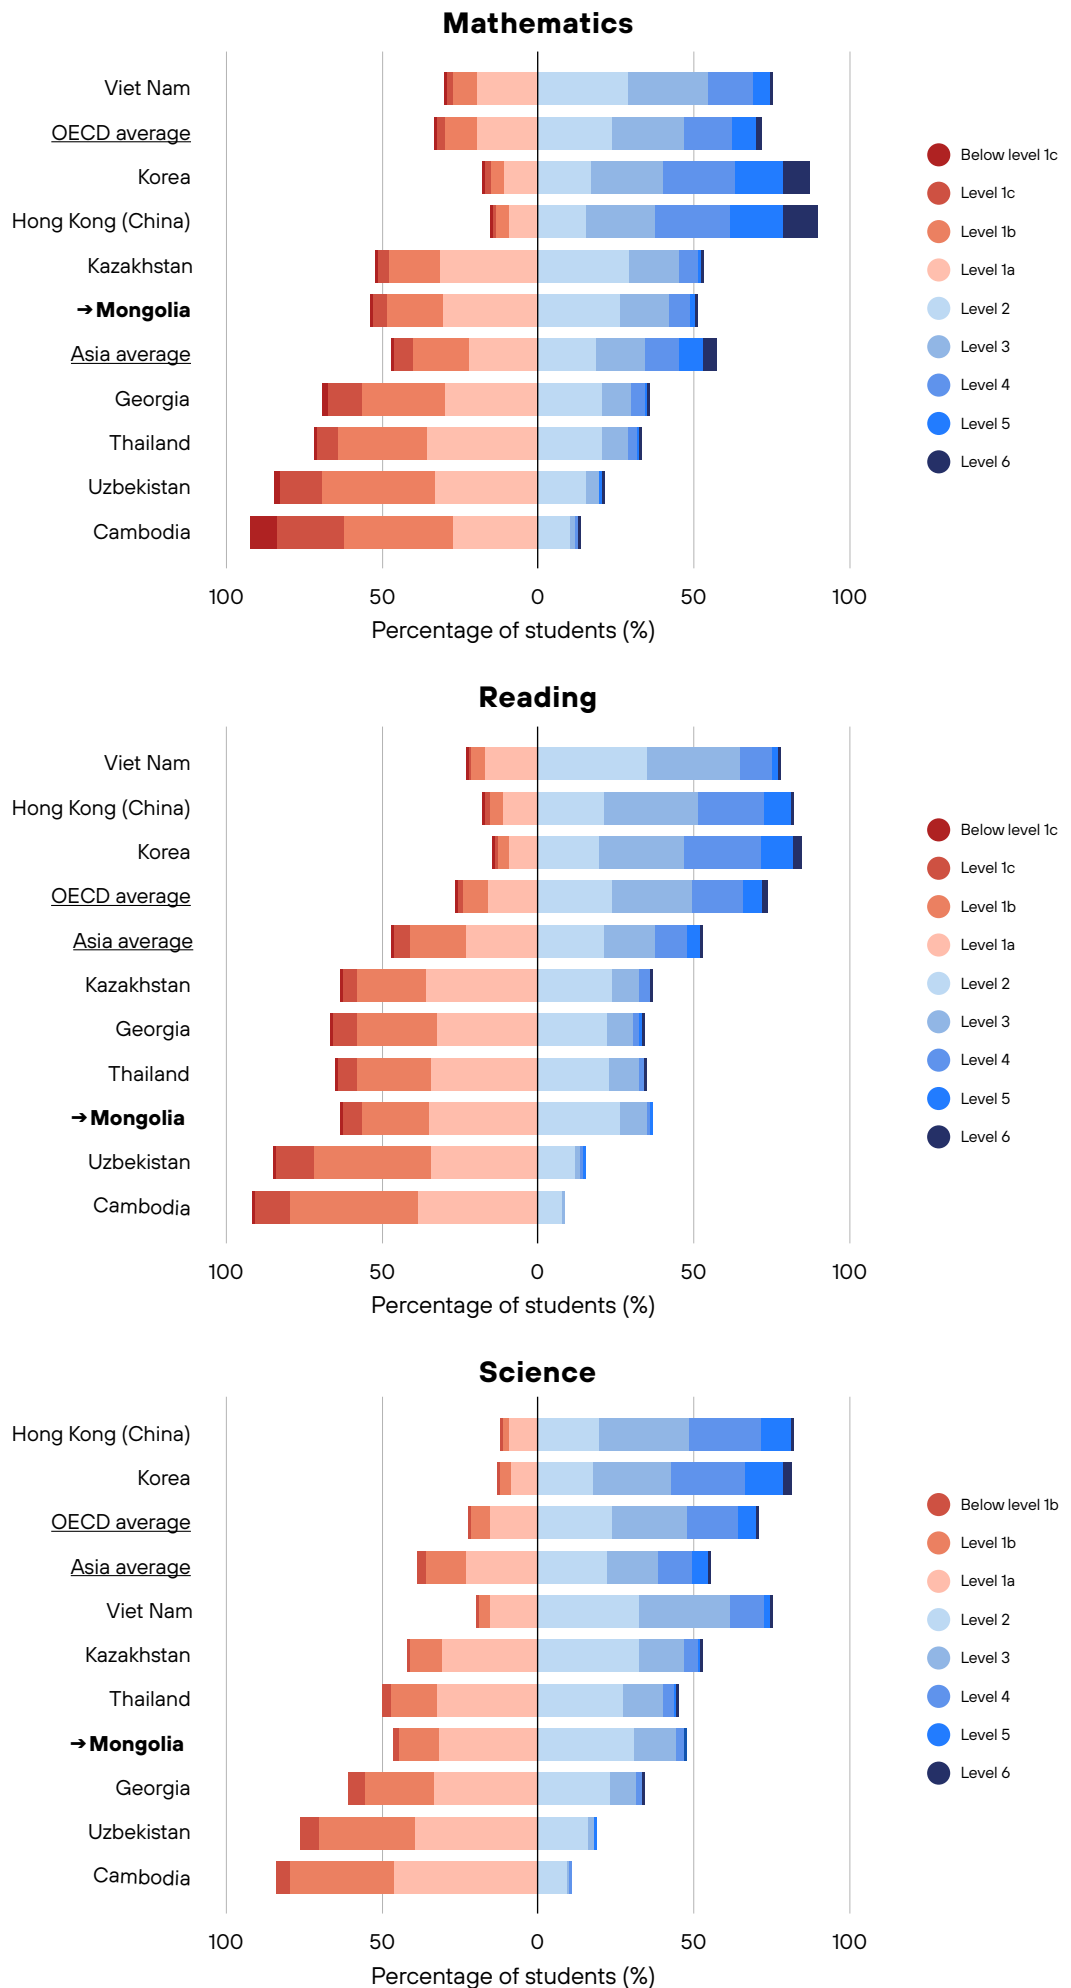 Mathematics
Viet Nam
OECD average
Korea
Hong Kong (China)
Kazakhstan
➔ Mongolia
Asia average
Georgia
Thailand
Uzbekistan
Cambodia
100 50 0 50 100
Percentage of students (%)
Below level 1c
Level 1c
Level 1b
Level 1a
Level 2
Level 3
Level 4
Level 5
Level 6
Reading
Viet Nam
Hong Kong (China)
Korea
OECD average
Asia average
Kazakhstan
Georgia
Thailand
➔ Mongolia
Uzbekistan
Cambodia
100 50 0 50 100
Percentage of students (%)
Below level 1c
Level 1c
Level 1b
Level 1a
Level 2
Level 3
Level 4
Level 5
Level 6
Science
Hong Kong (China)
Korea
OECD average
Asia average
Viet Nam
Kazakhstan
Thailand
➔ Mongolia
Georgia
Uzbekistan
Cambodia
100 50 0 50 100
Percentage of students (%)
Below level 1b
Level 1b
Level 1a
Level 2
Level 3
Level 4
Level 5
Level 6